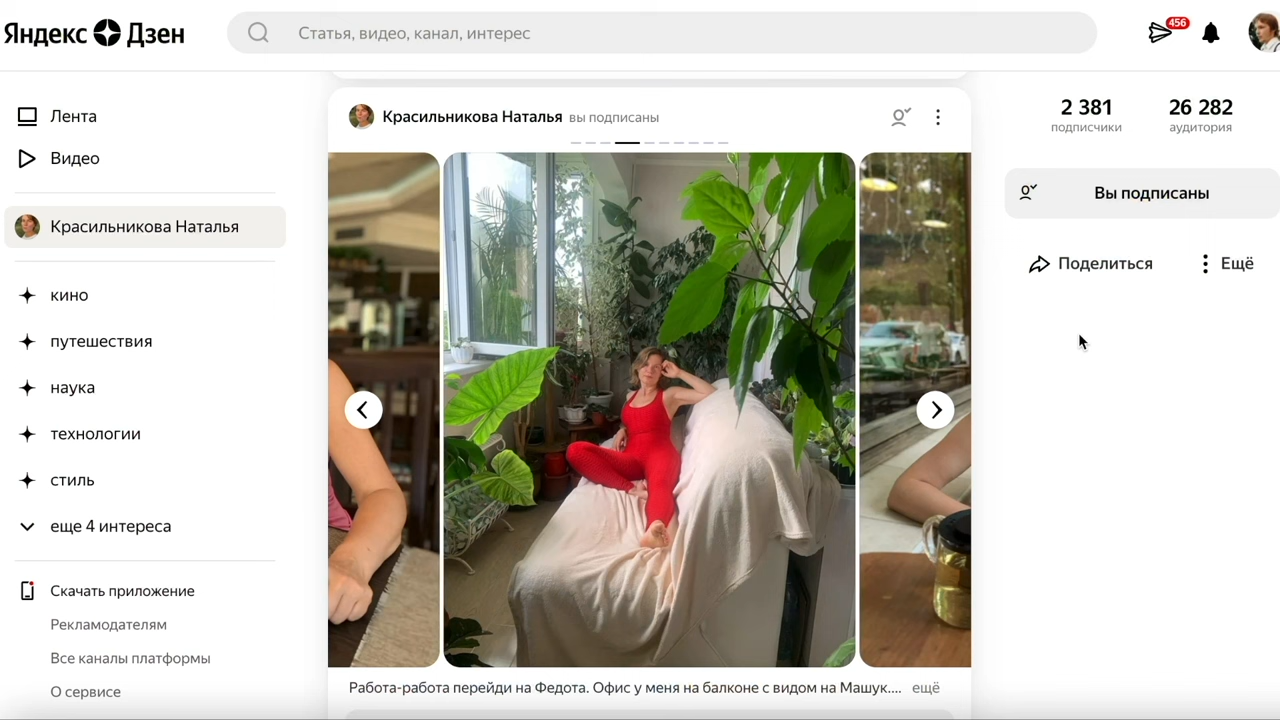 Яндекс Дзен
Статья, видео, канал, интерес
456
Лента
Видео
Красильникова Наталья
кино
путешествия
наука
технологии
стиль
еще 4 интереса
Скачать приложение
Рекламодателям
Все каналы платформы
О сервисе
Красильникова Наталья вы подписаны
Работа-работа перейди на Федота. Офис у меня на балконе с видом на Машук.... ещё
2 381 26 282
подписчики аудитория
Вы подписаны
Поделиться Ещё